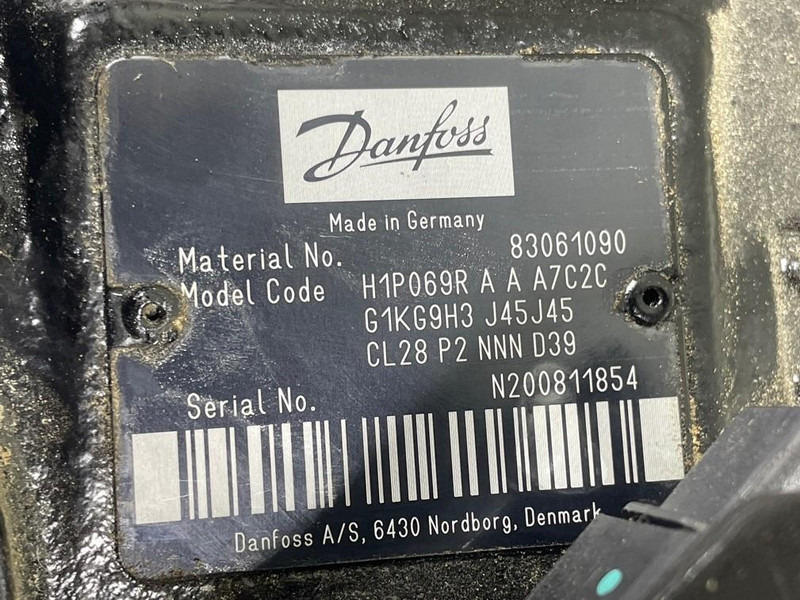 Danfoss
Made in Germany
Material No. 83061090
Model Code H1P069R A A A7C2C
G1KG9H3 J45J45
CL28 P2 NNN D39
Serial No. N200811854
Danfoss A/S, 6430 Nordborg, Denmark